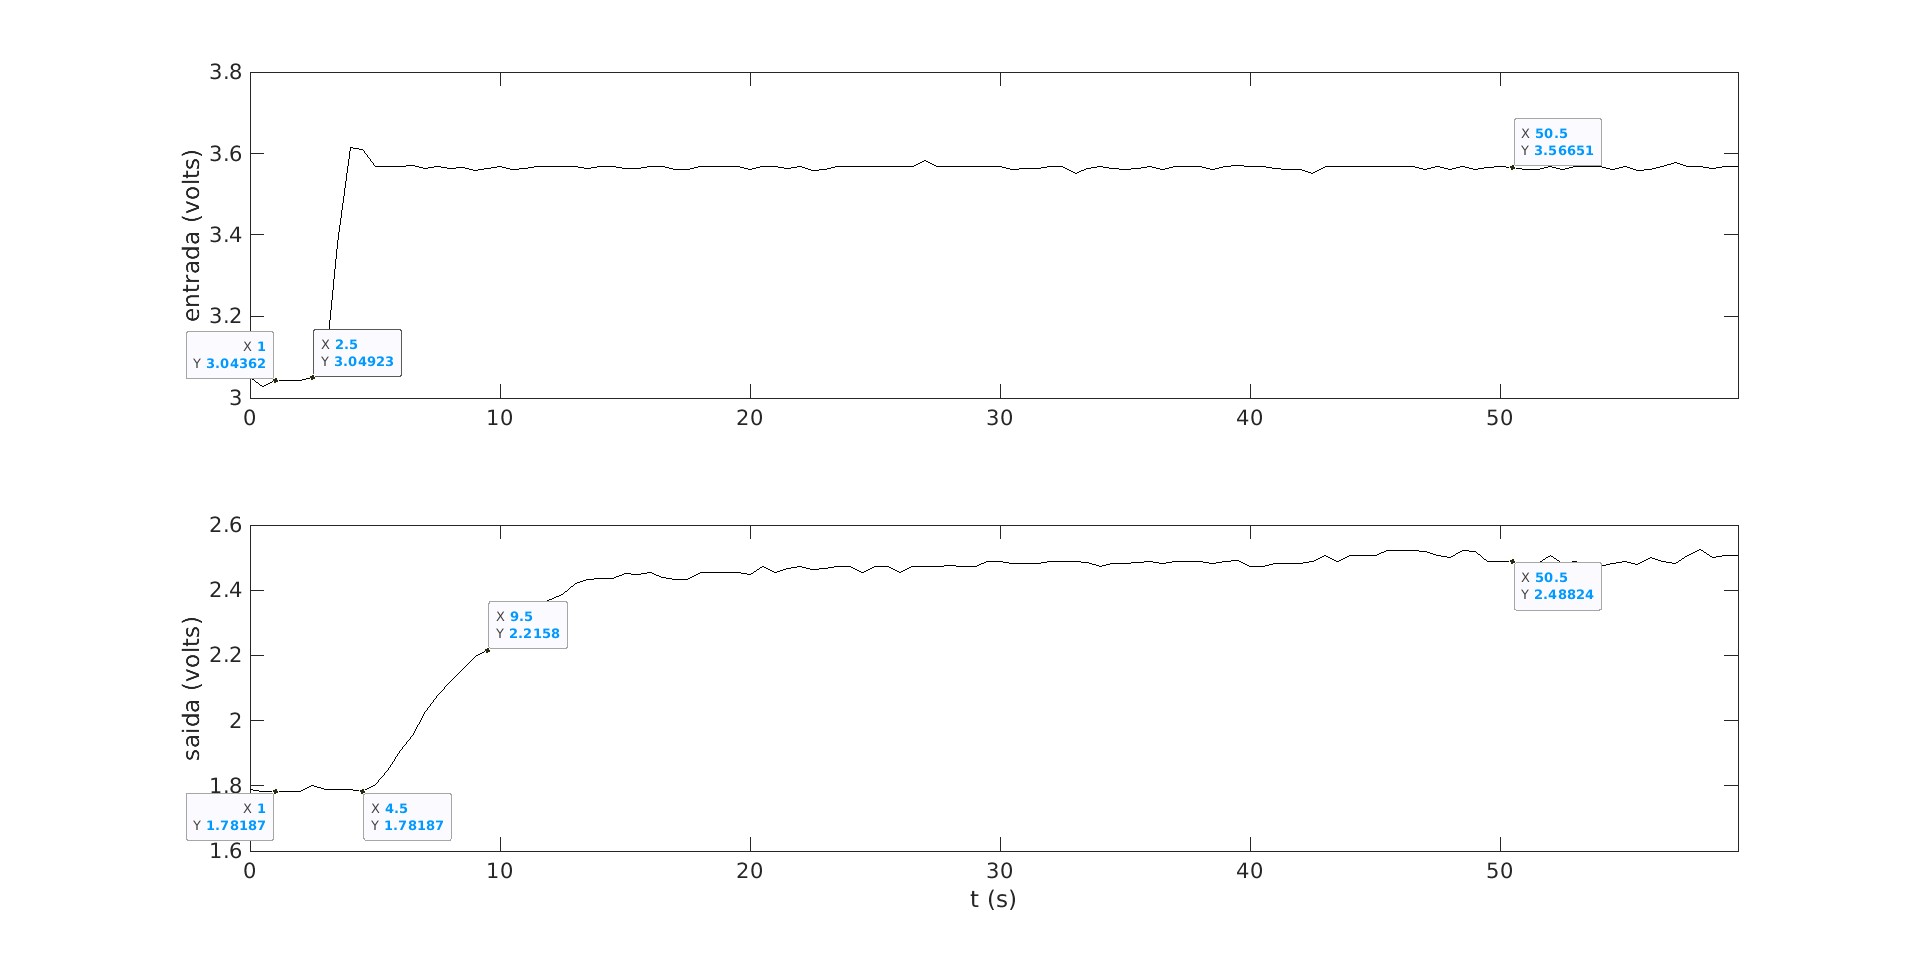 3.8
3.6
3.4
3.2
3
entrada (volts)
X 50.5
Y 3.56651
X 1
Y 3.04362
X 2.5
Y 3.04923
0 10 20 30 40 50
2.6
2.4
2.2
2
1.8
1.6
saida (volts)
X 9.5
Y 2.2158
X 50.5
Y 2.48824
X 1
Y 1.78187
X 4.5
Y 1.78187
0 10 20 30 40 50
t (s)